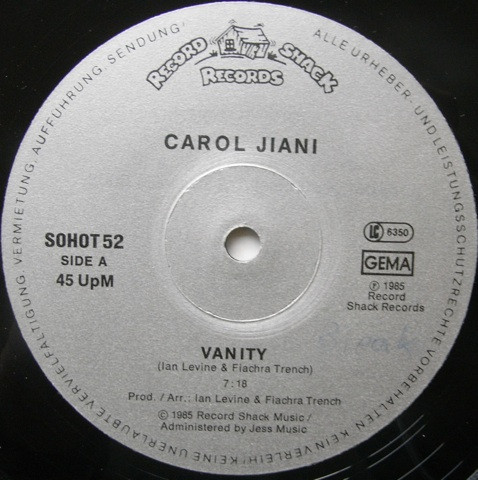 RECORD SHACK
RECORDS
ALLE URHEBER- UND LEISTUNGSSCHUTZRECHTE VORBEHALTEN. KEIN VERLEIH! KEINE UNERLAUBTE VERVIELFÄLTIGUNG, VERMIETUNG, AUFFÜHRUNG, SENDUNG!
CAROL JIANI
SOHOT 52
SIDE A
45 UpM
LC 6350
GEMA
℗ 1985
Record
Shack Records
VANITY
(Ian Levine & Fiachra Trench)
7:18
Prod. / Arr.: Ian Levine & Fiachra Trench
© 1985 Record Shack Music /
Administered by Jess Music